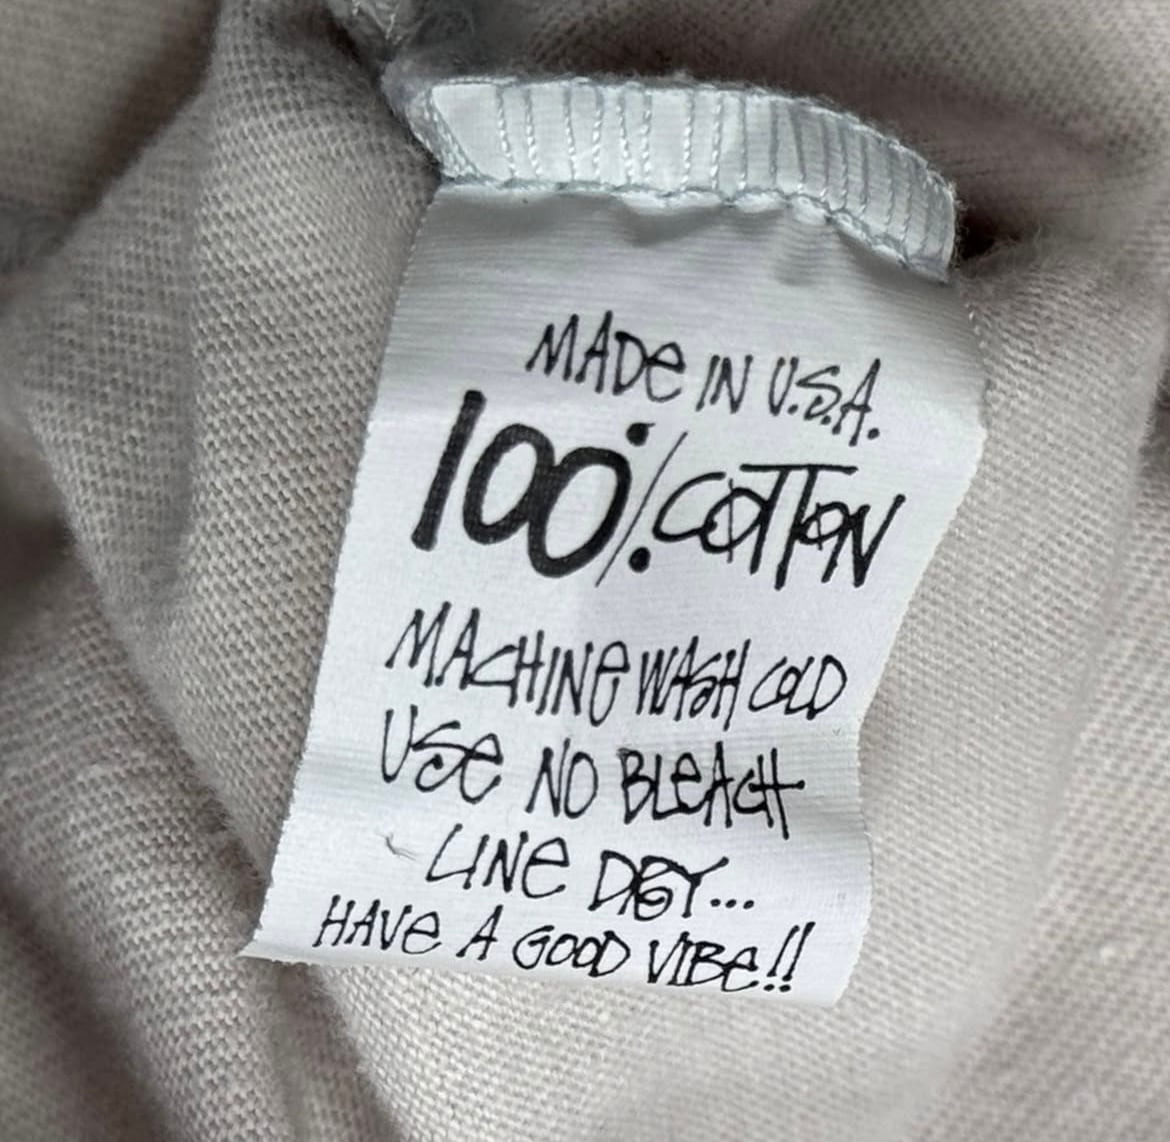 MADE IN U.S.A.
100% COTTON
MACHINE WASH COLD
USE NO BLEACH
LINE DRY...
HAVE A GOOD VIBE!!